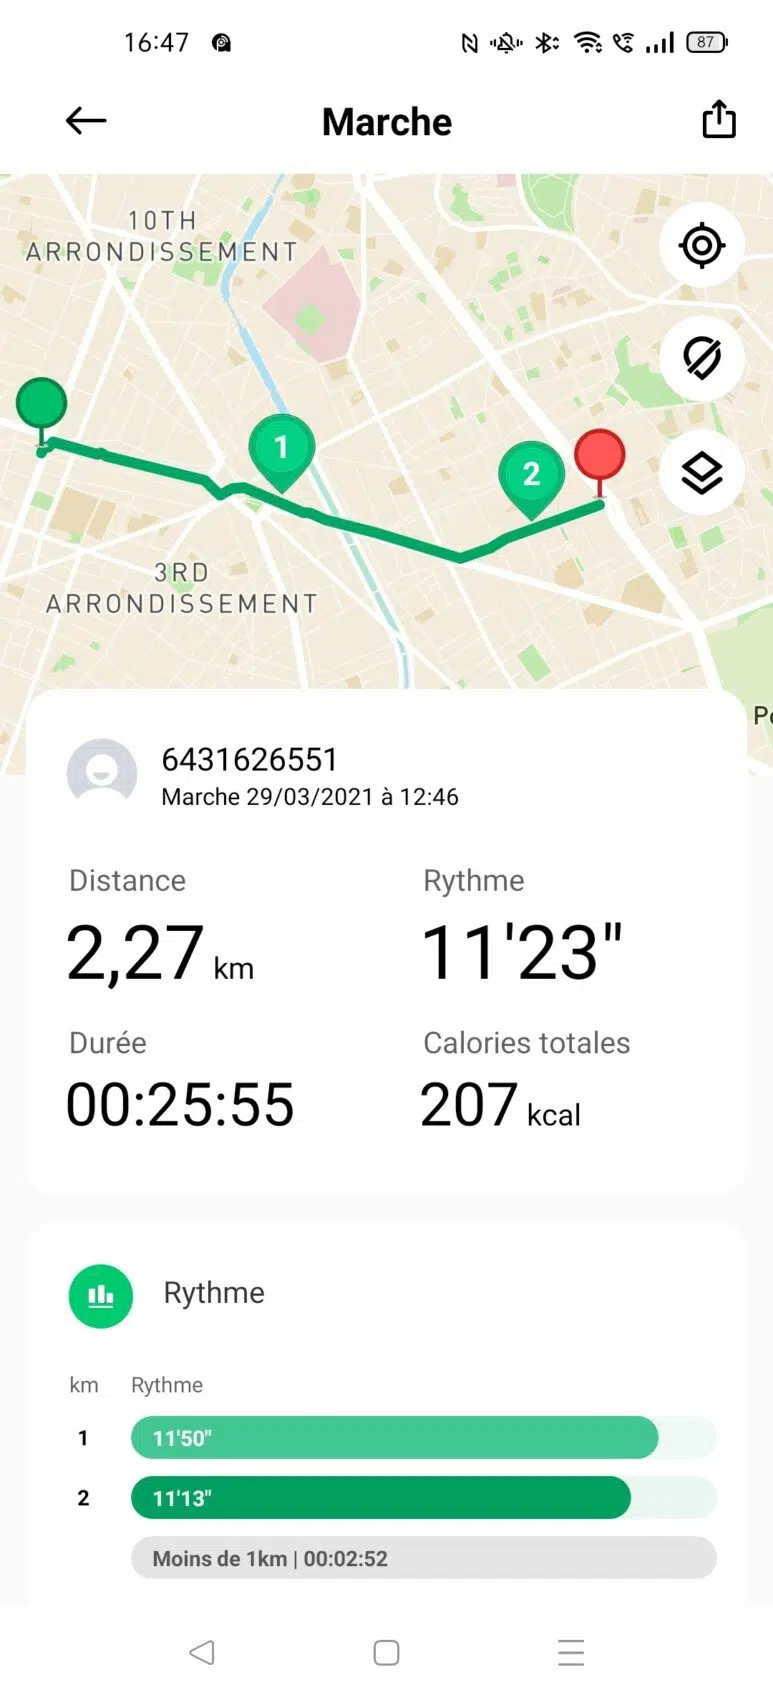 16:47
87
Marche
10TH
ARRONDISSEMENT
1
2
3RD
ARRONDISSEMENT
6431626551
Marche 29/03/2021 à 12:46
Distance
Rythme
2,27 km
11'23"
Durée
Calories totales
00:25:55
207 kcal
Rythme
km Rythme
1 11'50"
2 11'13"
Moins de 1km | 00:02:52